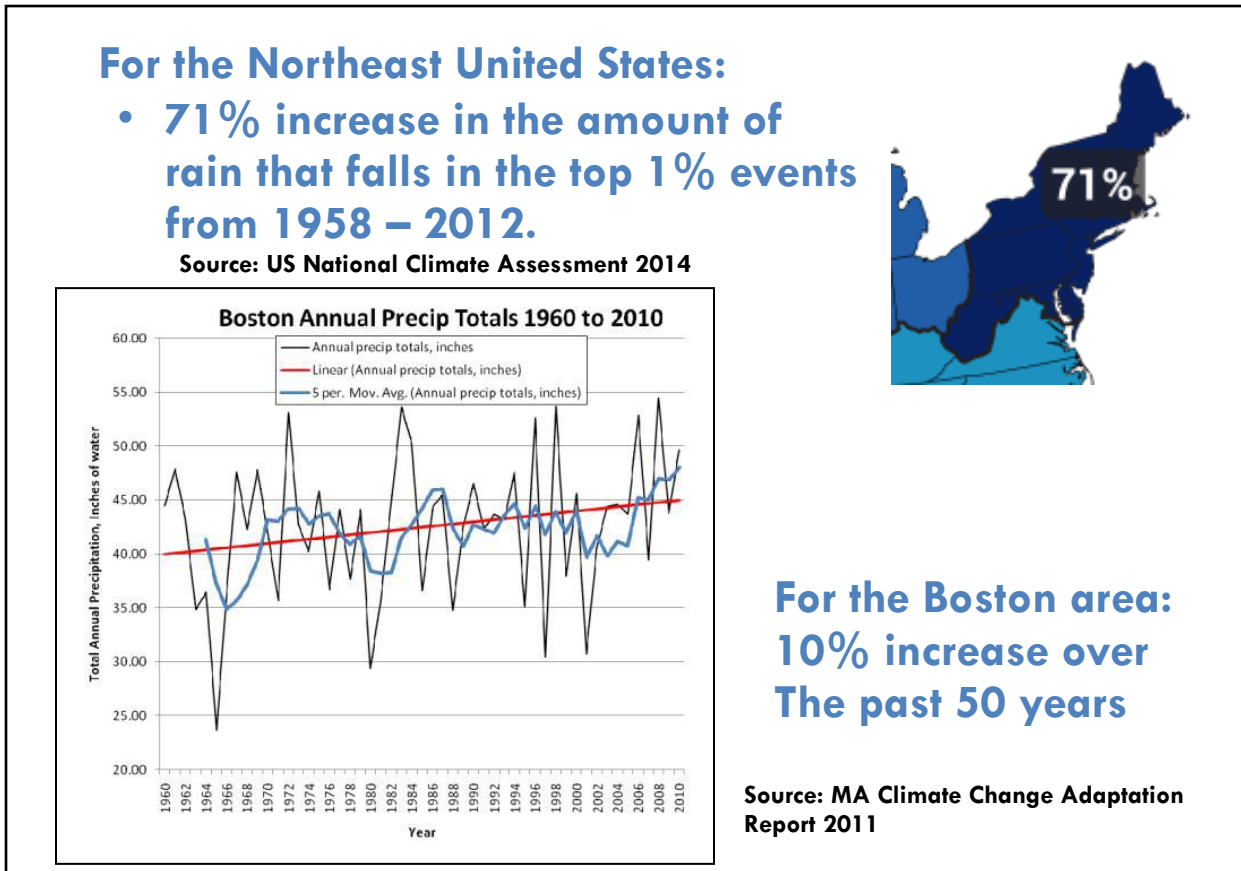 For the Northeast United States:
• 71% increase in the amount of
rain that falls in the top 1% events
from 1958 – 2012.
Source: US National Climate Assessment 2014
71%
Boston Annual Precip Totals 1960 to 2010
Annual precip totals, inches
Linear (Annual precip totals, inches)
5 per. Mov. Avg. (Annual precip totals, inches)
Total Annual Precipitation, Inches of water
60.00
55.00
50.00
45.00
40.00
35.00
30.00
25.00
20.00
1960
1962
1964
1966
1968
1970
1972
1974
1976
1978
1980
1982
1984
1986
1988
1990
1992
1994
1996
1998
2000
2002
2004
2006
2008
2010
Year
For the Boston area:
10% increase over
The past 50 years
Source: MA Climate Change Adaptation
Report 2011